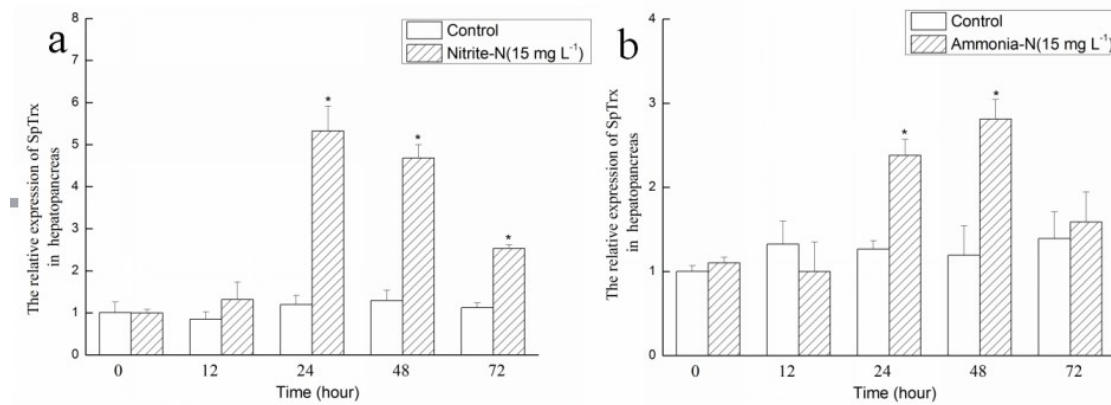 a
Control
Nitrite-N(15 mg L-1)
The relative expression of SpTrx
in hepatopancreas
8
7
6
5
4
3
2
1
0
* * *
0 12 24 48 72
Time (hour)
b
Control
Ammonia-N(15 mg L-1)
The relative expression of SpTrx
in hepatopancreas
4
3
2
1
0
* *
0 12 24 48 72
Time (hour)